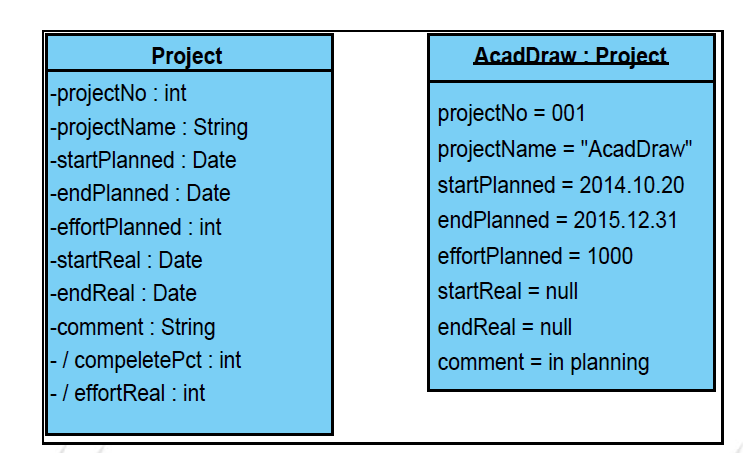 Project
-projectNo : int
-projectName : String
-startPlanned : Date
-endPlanned : Date
-effortPlanned : int
-startReal : Date
-endReal : Date
-comment : String
- / compeletePct : int
- / effortReal : int
AcadDraw : Project
projectNo = 001
projectName = "AcadDraw"
startPlanned = 2014.10.20
endPlanned = 2015.12.31
effortPlanned = 1000
startReal = null
endReal = null
comment = in planning